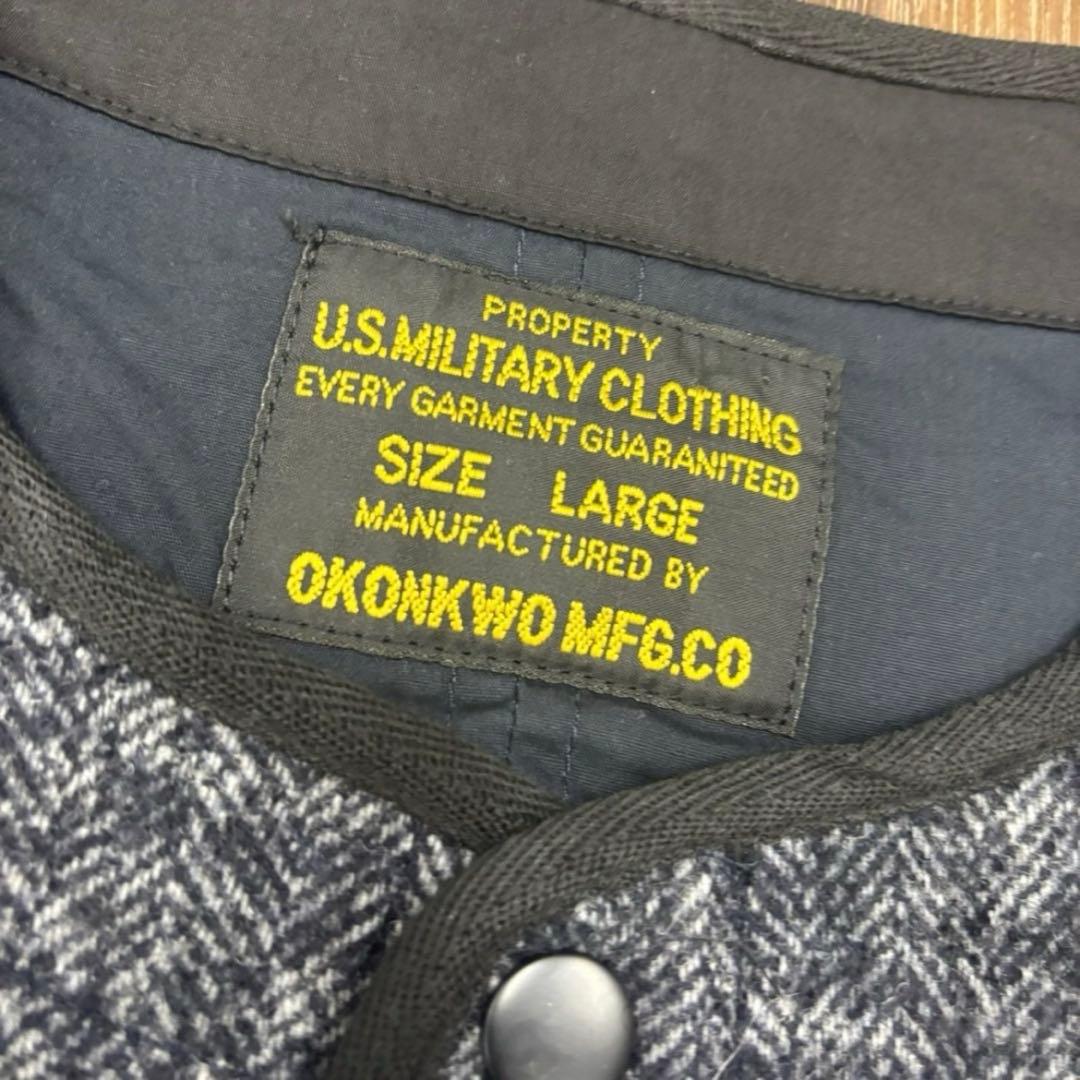 PROPERTY
U.S.MILITARY CLOTHING
EVERY GARMENT GUARANITEED
SIZE LARGE
MANUFACTURED BY
OKONKWO MFG.CO